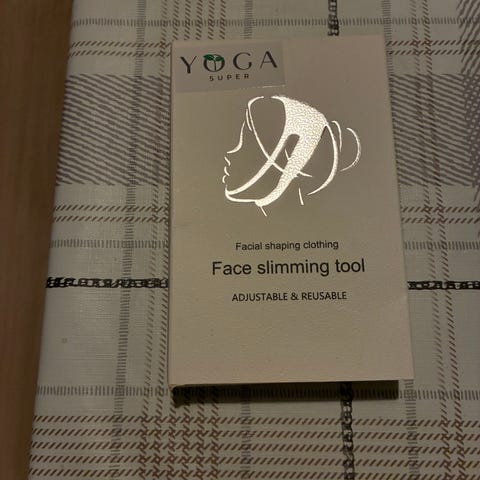 YOGA
SUPER
Facial shaping clothing
Face slimming tool
ADJUSTABLE & REUSABLE